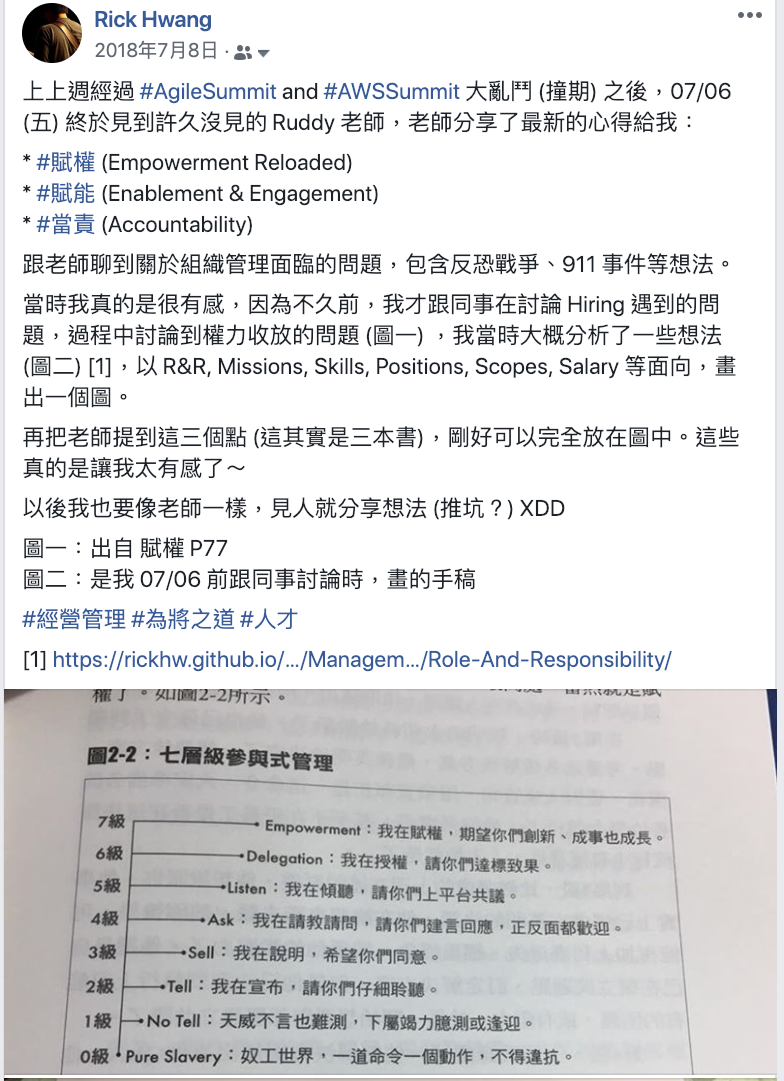 Rick Hwang
2018年7月8日
上上週經過 #AgileSummit and #AWSSummit 大亂鬥 (撞期) 之後，07/06
(五) 終於見到許久沒見的 Ruddy 老師，老師分享了最新的心得給我：
* #賦權 (Empowerment Reloaded)
* #賦能 (Enablement & Engagement)
* #當責 (Accountability)
跟老師聊到關於組織管理面臨的問題，包含反恐戰爭、911 事件等想法。
當時我真的是很有感，因為不久前，我才跟同事在討論 Hiring 遇到的問
題，過程中討論到權力收放的問題 (圖一) ，我當時大概分析了一些想法
(圖二) [1]，以 R&R, Missions, Skills, Positions, Scopes, Salary 等面向，畫
出一個圖。
再把老師提到這三個點 (這其實是三本書)，剛好可以完全放在圖中。這些
真的是讓我太有感了～
以後我也要像老師一樣，見人就分享想法 (推坑？) XDD
圖一：出自 賦權 P77
圖二：是我 07/06 前跟同事討論時，畫的手稿
#經營管理 #為將之道 #人才
[1] https://rickhw.github.io/…/Managem…/Role-And-Responsibility/
權了。如圖2-2所示。
圖2-2：七層級參與式管理
7級 Empowerment：我在賦權，期望你們創新、成事也成長。
6級 Delegation：我在授權，請你們達標致果。
5級 Listen：我在傾聽，請你們上平台共議。
4級 Ask：我在請教請問，請你們建言回應，正反面都歡迎。
3級 Sell：我在說明，希望你們同意。
2級 Tell：我在宣布，請你們仔細聆聽。
1級 No Tell：天威不言也難測，下屬竭力臆測或逢迎。
0級 Pure Slavery：奴工世界，一道命令一個動作，不得違抗。